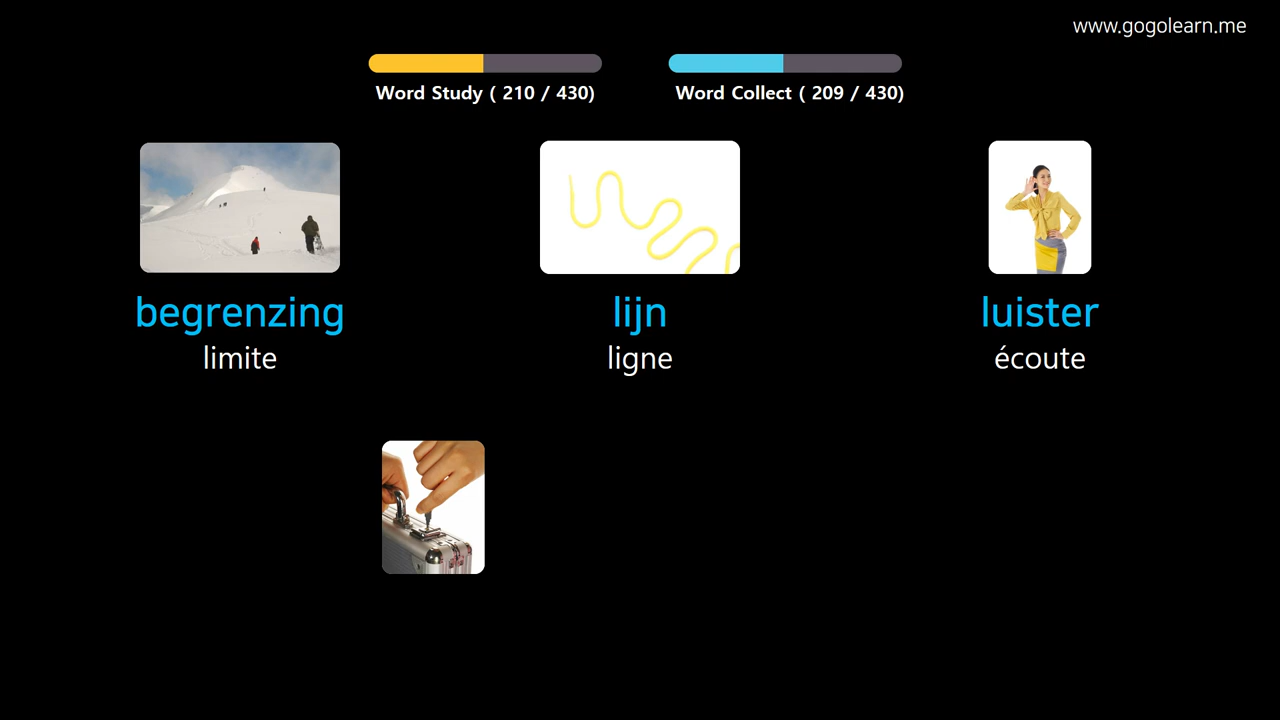 www.gogolearn.me
Word Study ( 210 / 430)
Word Collect ( 209 / 430)
begrenzing
limite
lijn
ligne
luister
écoute